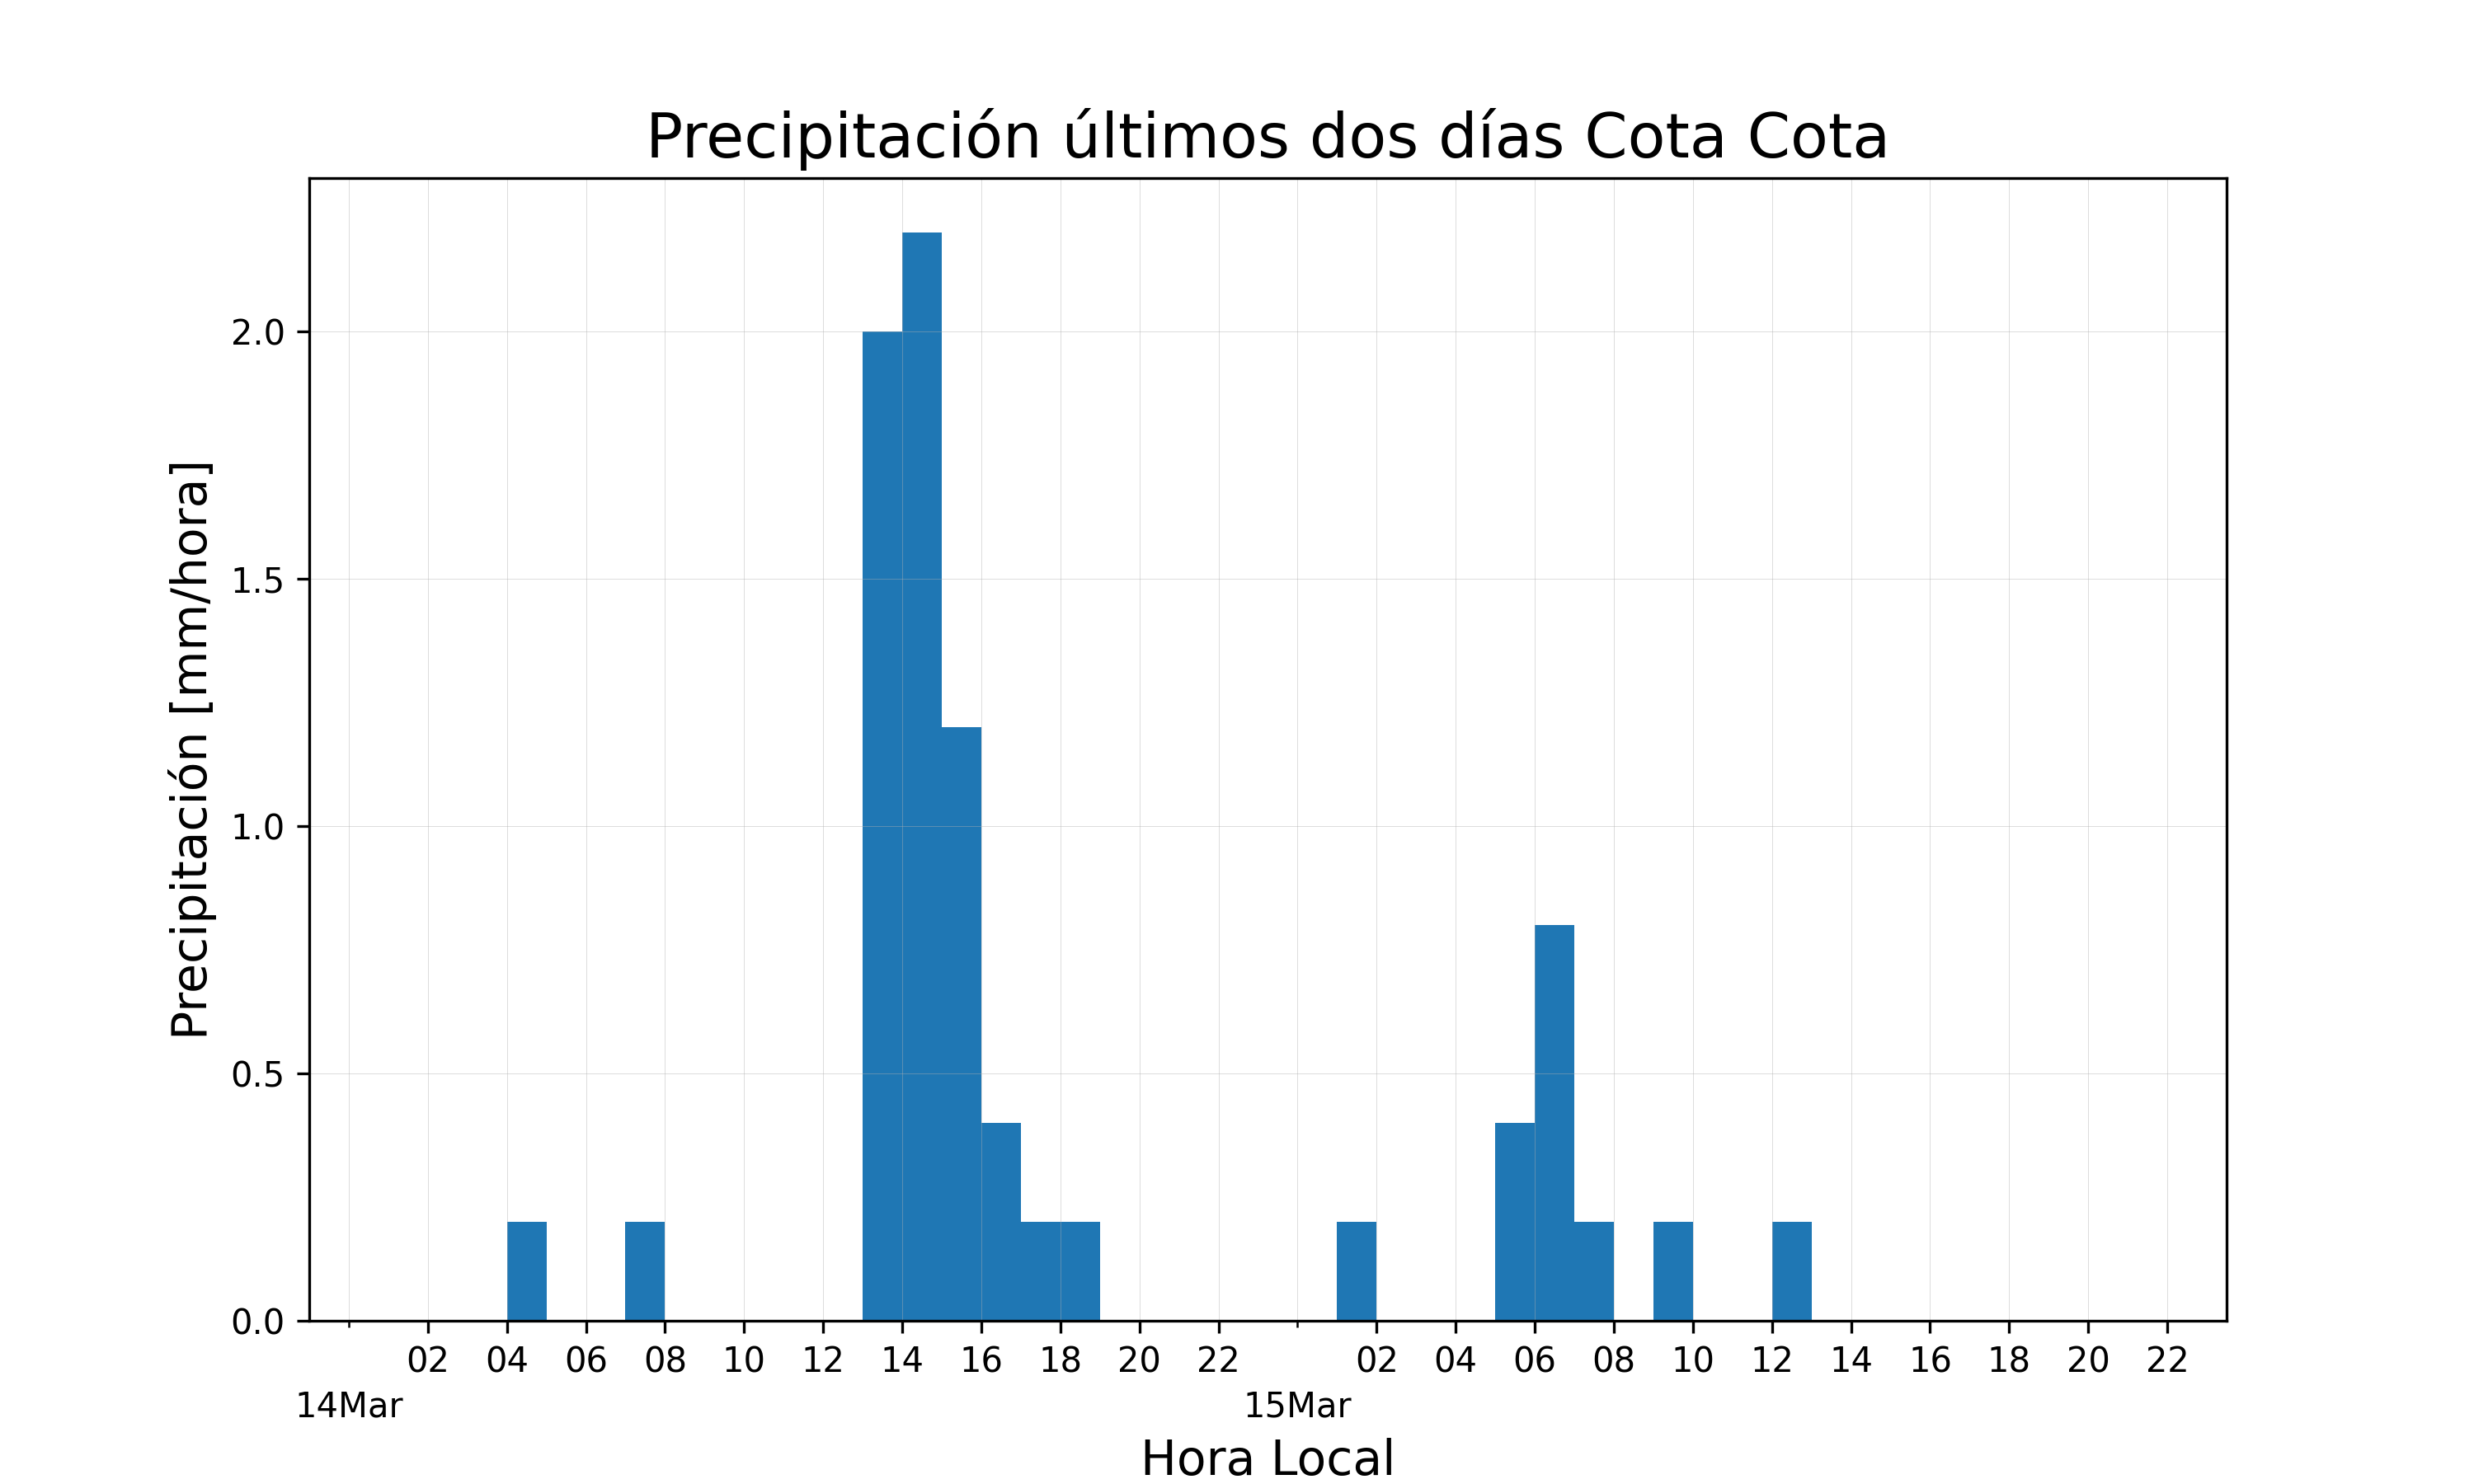 Precipitación últimos dos días Cota Cota
Precipitación [mm/hora]
2.0
1.5
1.0
0.5
0.0
02 04 06 08 10 12 14 16 18 20 22 02 04 06 08 10 12 14 16 18 20 22
14Mar 15Mar
Hora Local